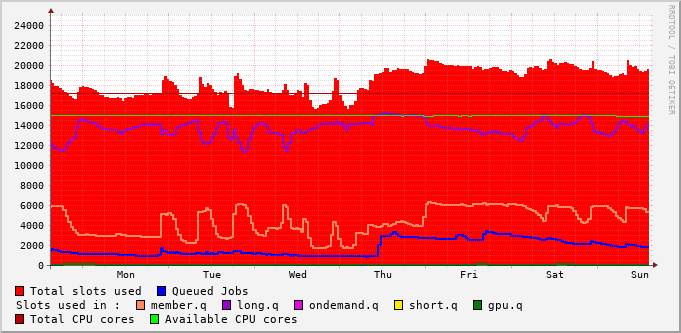 24000
22000
20000
18000
16000
14000
12000
10000
8000
6000
4000
2000
0
Mon Tue Wed Thu Fri Sat Sun
RRDTOOL / TOBI OETIKER
Total slots used Queued Jobs
Slots used in : member.q long.q ondemand.q short.q gpu.q
Total CPU cores Available CPU cores